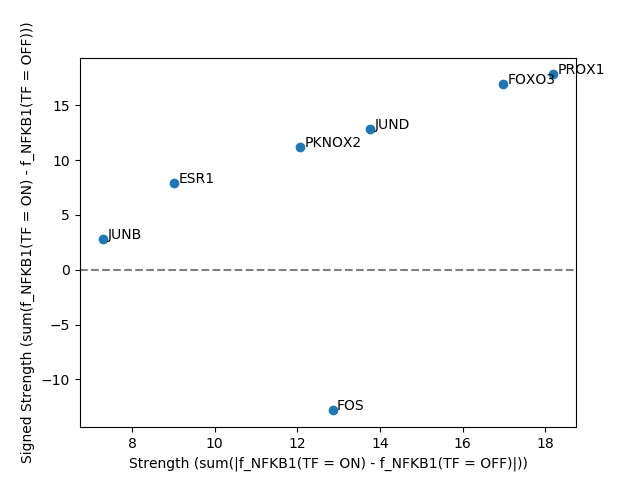 Signed Strength (sum(f_NFKB1(TF = ON) - f_NFKB1(TF = OFF)))
15
10
5
0
−5
−10
PROX1
FOXO3
JUND
PKNOX2
ESR1
JUNB
FOS
8 10 12 14 16 18
Strength (sum(|f_NFKB1(TF = ON) - f_NFKB1(TF = OFF)|))